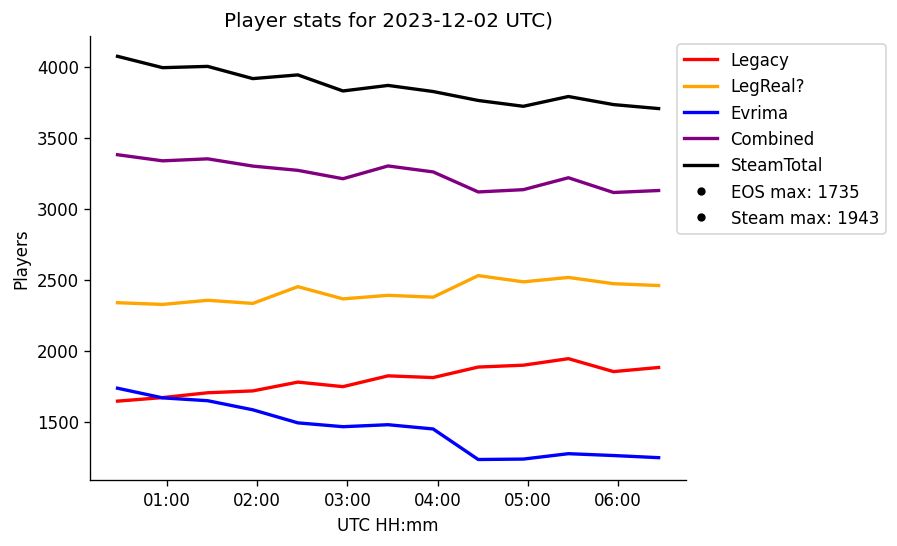 Player stats for 2023-12-02 UTC)
Legacy
LegReal?
Evrima
Combined
SteamTotal
EOS max: 1735
Steam max: 1943
Players
4000
3500
3000
2500
2000
1500
01:00 02:00 03:00 04:00 05:00 06:00
UTC HH:mm